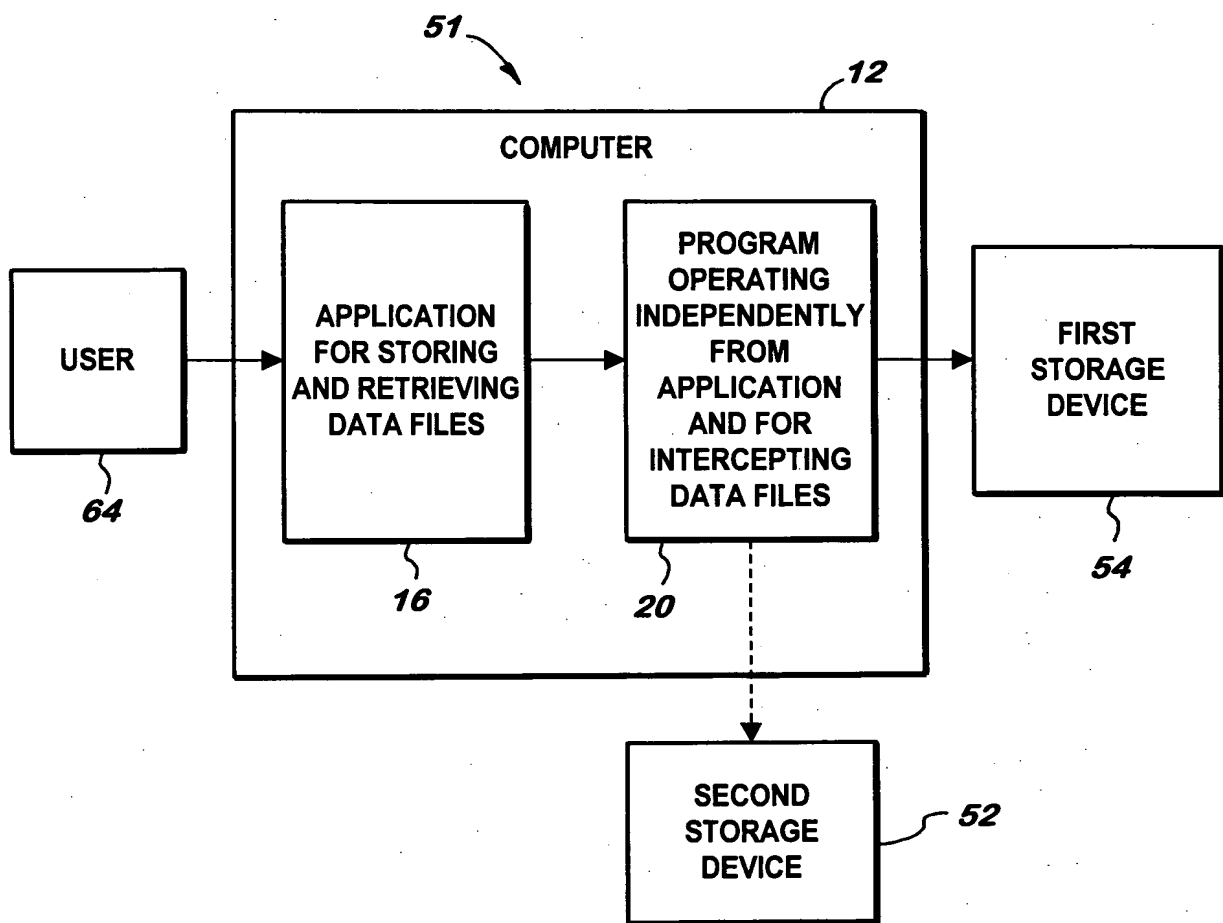 51
12
COMPUTER
USER
64
APPLICATION
FOR STORING
AND RETRIEVING
DATA FILES
16
PROGRAM
OPERATING
INDEPENDENTLY
FROM
APPLICATION
AND FOR
INTERCEPTING
DATA FILES
20
FIRST
STORAGE
DEVICE
54
SECOND
STORAGE
DEVICE
52